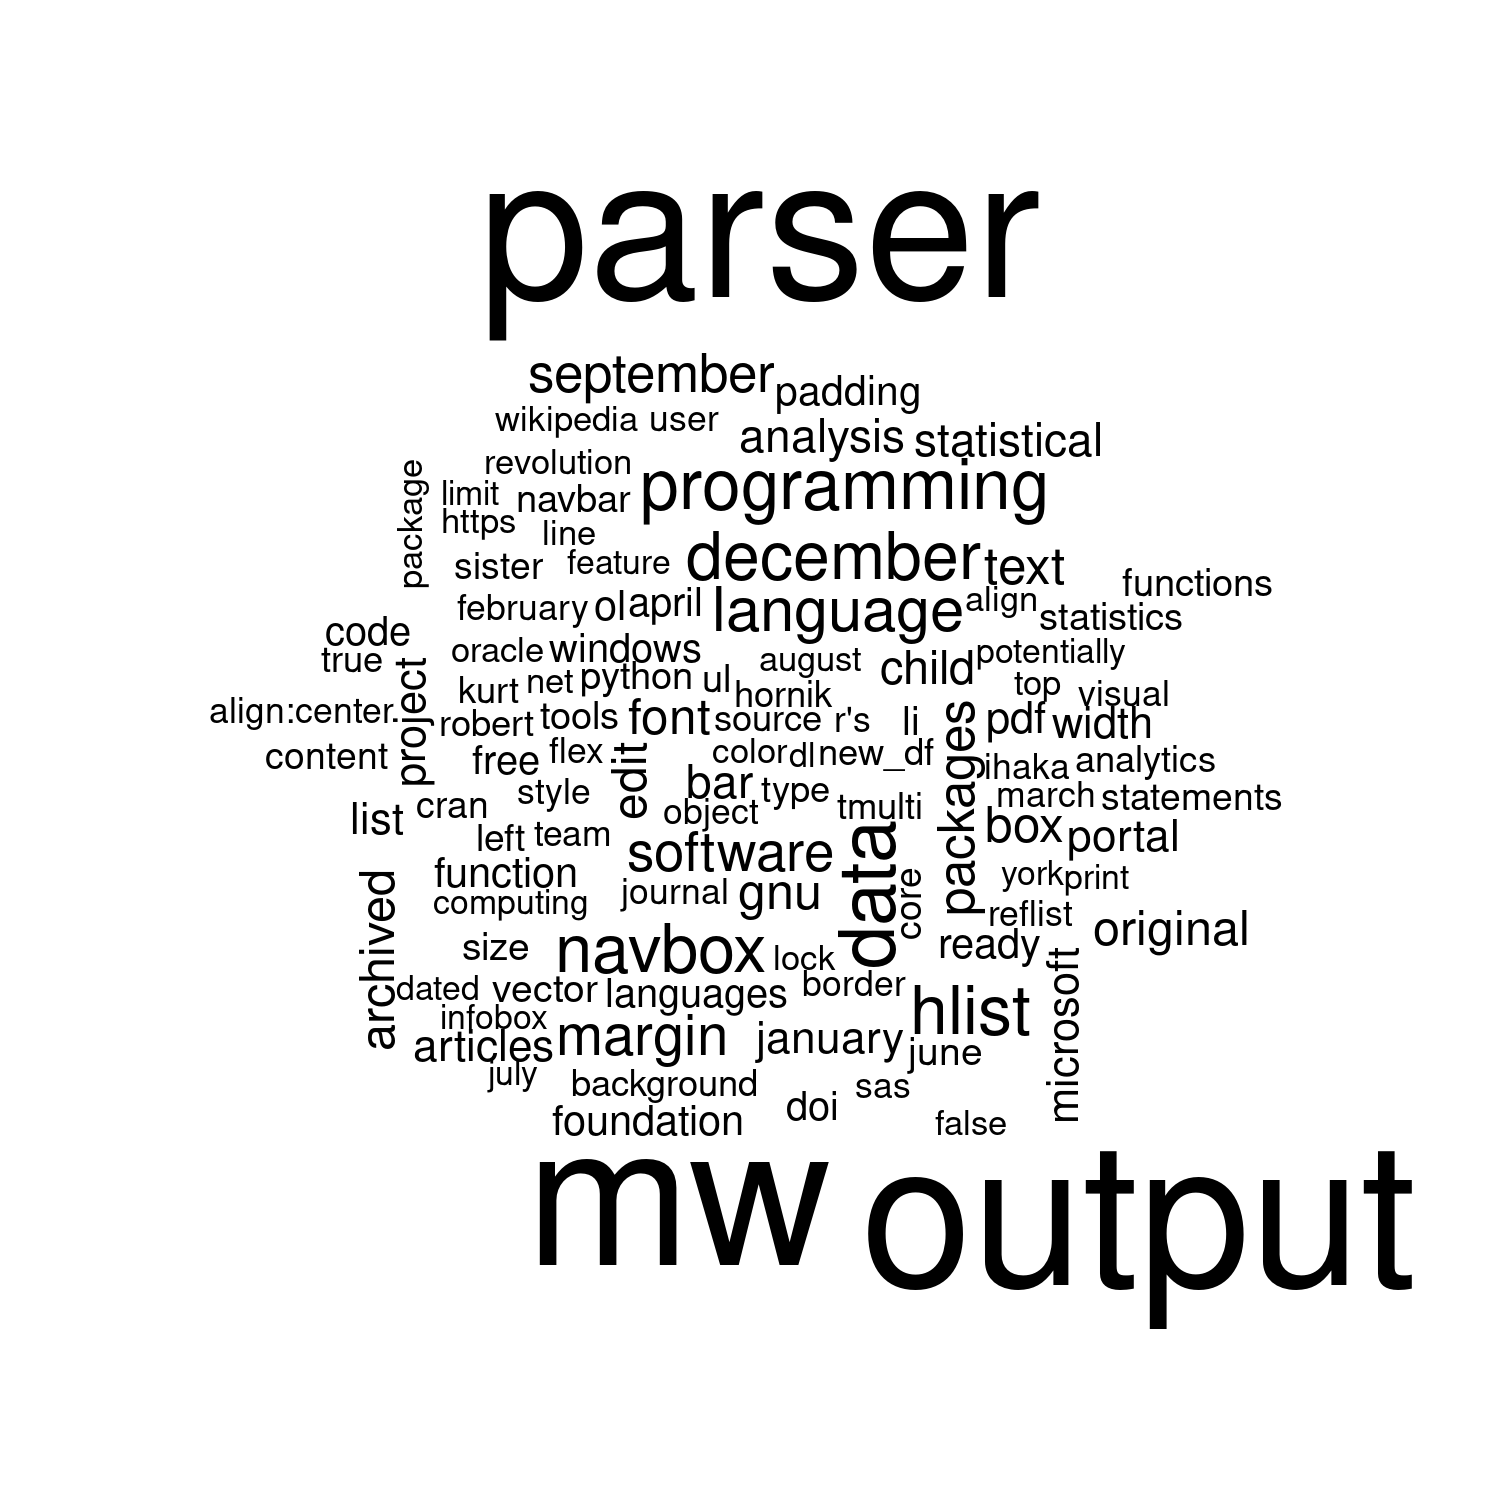 parser
september padding
wikipedia user analysis statistical
revolution programming
package limit navbar
https line
sister feature december text functions
february ol april language align statistics
code
true oracle windows august child potentially
project kurt net python ul hornik top visual
align:center. robert tools font source r's li packages pdf width
content free flex edit color dl new_df ihaka analytics
style bar type march statements
list cran object tmulti box portal
left team software data
function journal gnu core york print
computing reflist original
archived size navbox lock ready
dated vector languages border hlist microsoft
infobox
articles margin january june
july background sas
foundation doi false
mw output